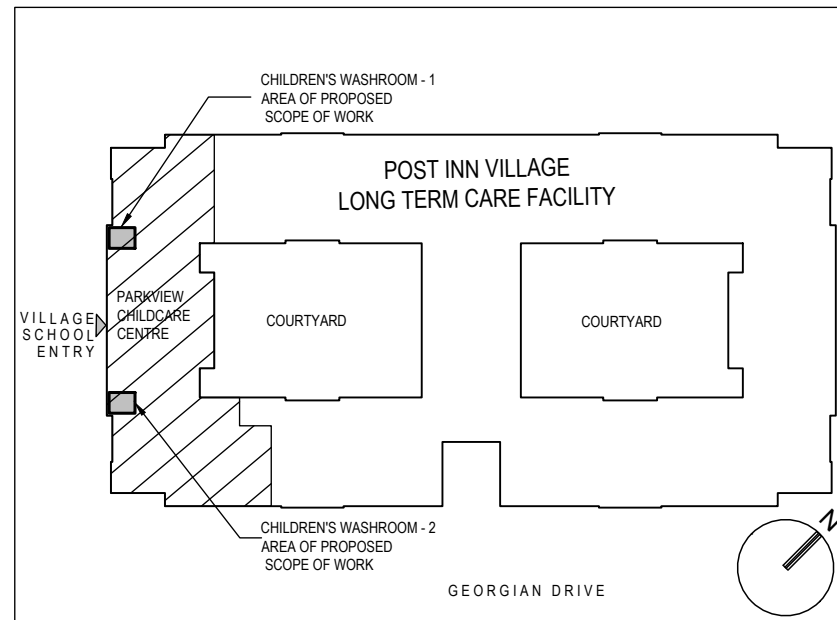 CHILDREN'S WASHROOM - 1
AREA OF PROPOSED
SCOPE OF WORK
POST INN VILLAGE
LONG TERM CARE FACILITY
PARKVIEW
CHILDCARE
CENTRE
VILLAGE
SCHOOL
ENTRY
COURTYARD
COURTYARD
CHILDREN'S WASHROOM - 2
AREA OF PROPOSED
SCOPE OF WORK
GEORGIAN DRIVE
N